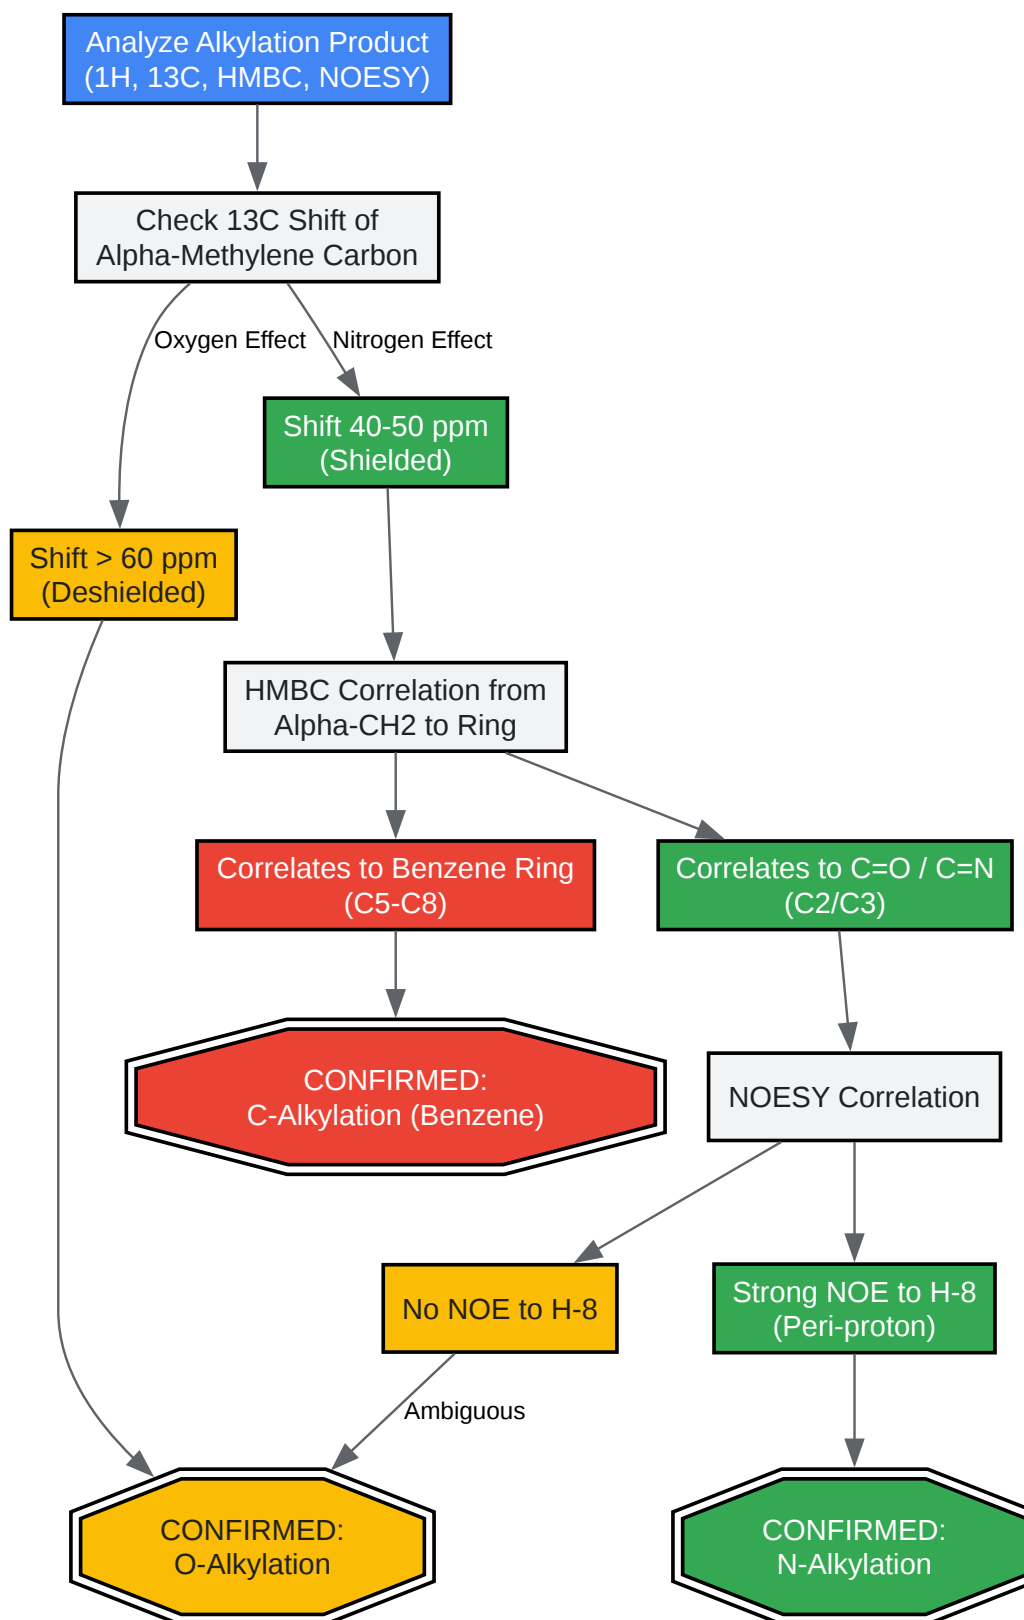 Analyze Alkylation Product
(1H, 13C, HMBC, NOESY)
Check 13C Shift of
Alpha-Methylene Carbon
Oxygen Effect
Nitrogen Effect
Shift 40-50 ppm
(Shielded)
Shift > 60 ppm
(Deshielded)
HMBC Correlation from
Alpha-CH2 to Ring
Correlates to Benzene Ring
(C5-C8)
Correlates to C=O / C=N
(C2/C3)
CONFIRMED:
C-Alkylation (Benzene)
NOESY Correlation
No NOE to H-8
Strong NOE to H-8
(Peri-proton)
Ambiguous
CONFIRMED:
O-Alkylation
CONFIRMED:
N-Alkylation